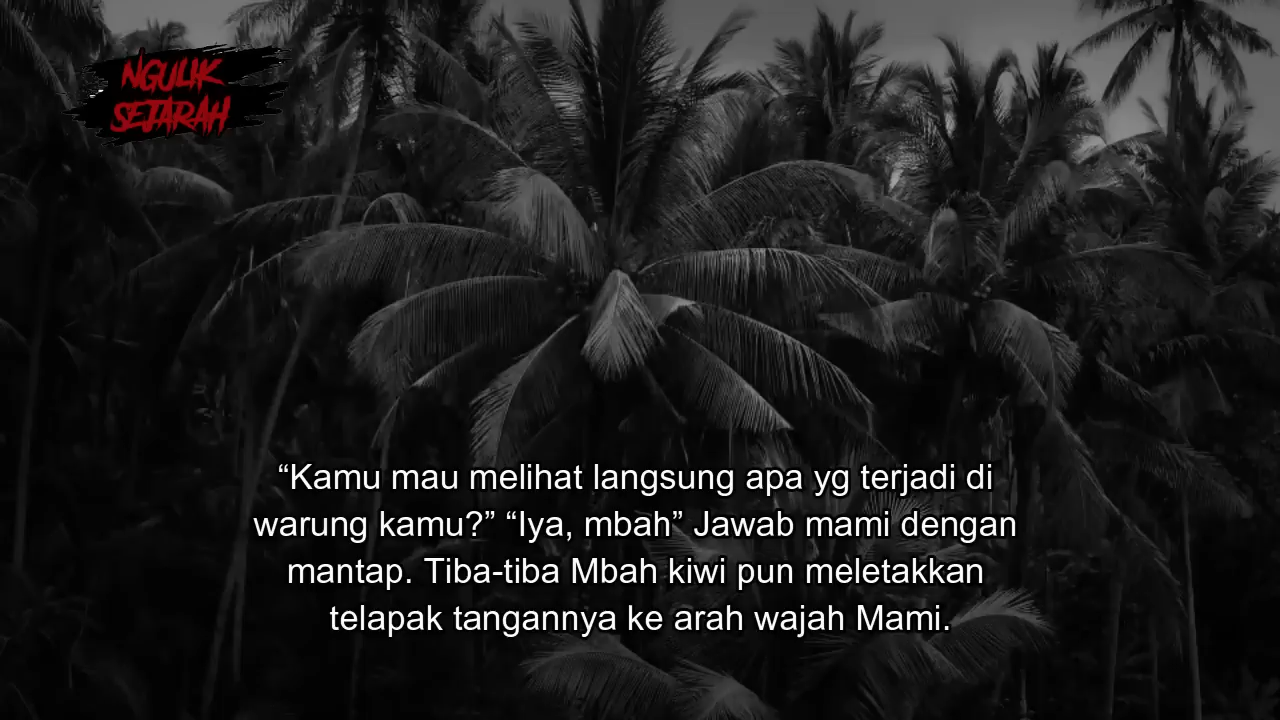 NGULIK
SEJARAH
“Kamu mau melihat langsung apa yg terjadi di
warung kamu?” “Iya, mbah” Jawab mami dengan
mantap. Tiba-tiba Mbah kiwi pun meletakkan
telapak tangannya ke arah wajah Mami.